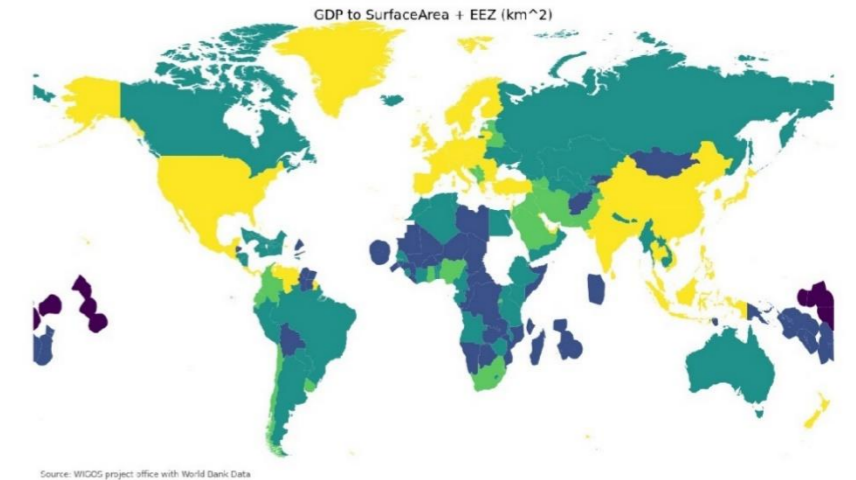 GDP to SurfaceArea + EEZ (km^2)
Source: WIGOS project office with World Bank Data